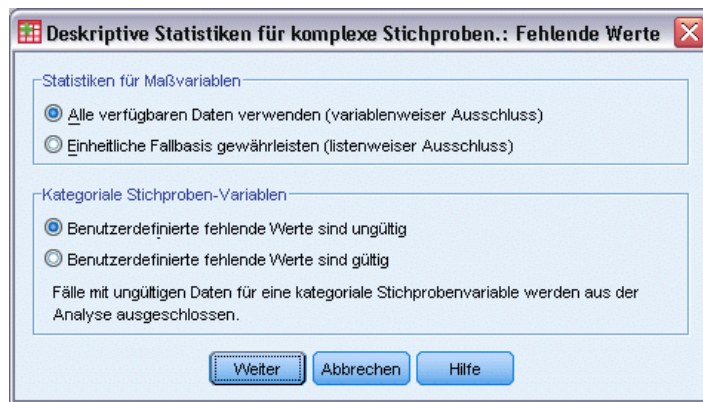 Deskriptive Statistiken für komplexe Stichproben.: Fehlende Werte
Statistiken für Maßvariablen
Alle verfügbaren Daten verwenden (variablenweiser Ausschluss)
Einheitliche Fallbasis gewährleisten (listenweiser Ausschluss)
Kategoriale Stichproben-Variablen
Benutzerdefinierte fehlende Werte sind ungültig
Benutzerdefinierte fehlende Werte sind gültig
Fälle mit ungültigen Daten für eine kategoriale Stichprobenvariable werden aus der
Analyse ausgeschlossen.
Weiter Abbrechen Hilfe